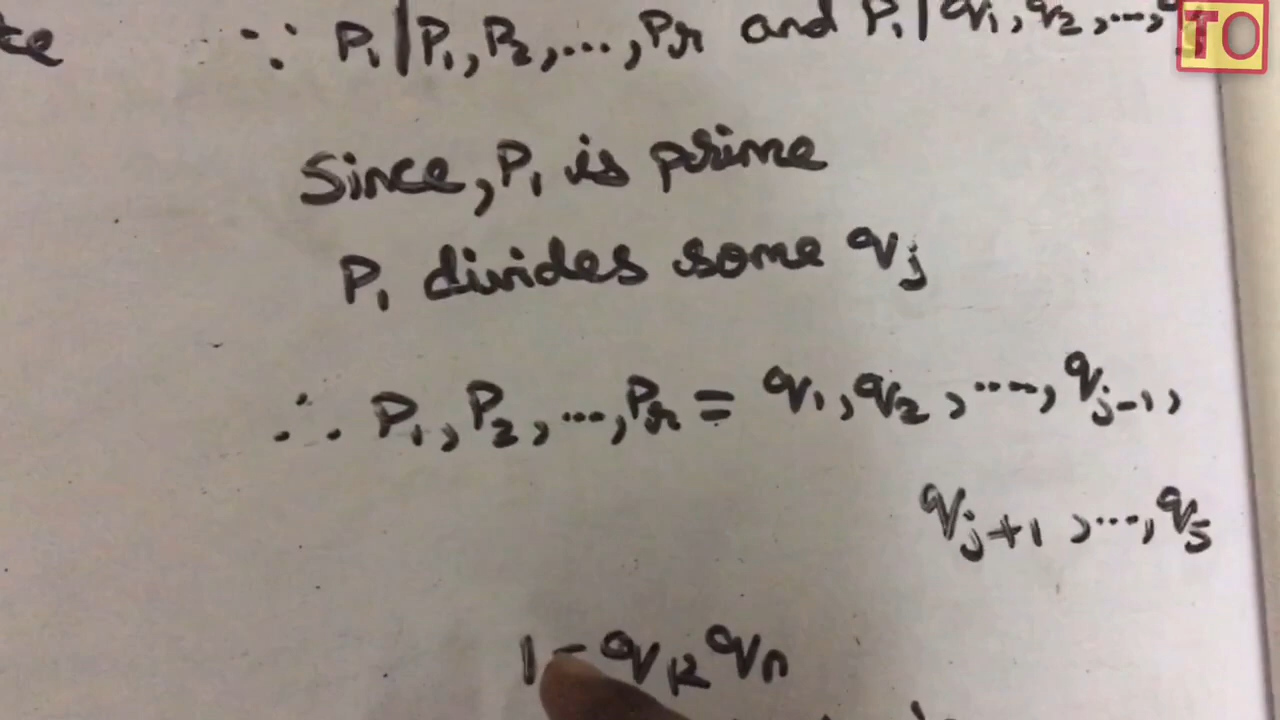 ∵ P₁|P₁,P₂,...,Pᵣ and P₁|q₁,q₂,...,
TO
Since, P₁ is prime
P₁ divides some qⱼ
∴ P₁,P₂,...,Pᵣ = q₁,q₂,...,qⱼ₋₁,
qⱼ₊₁,...,qₛ
qₖqₙ